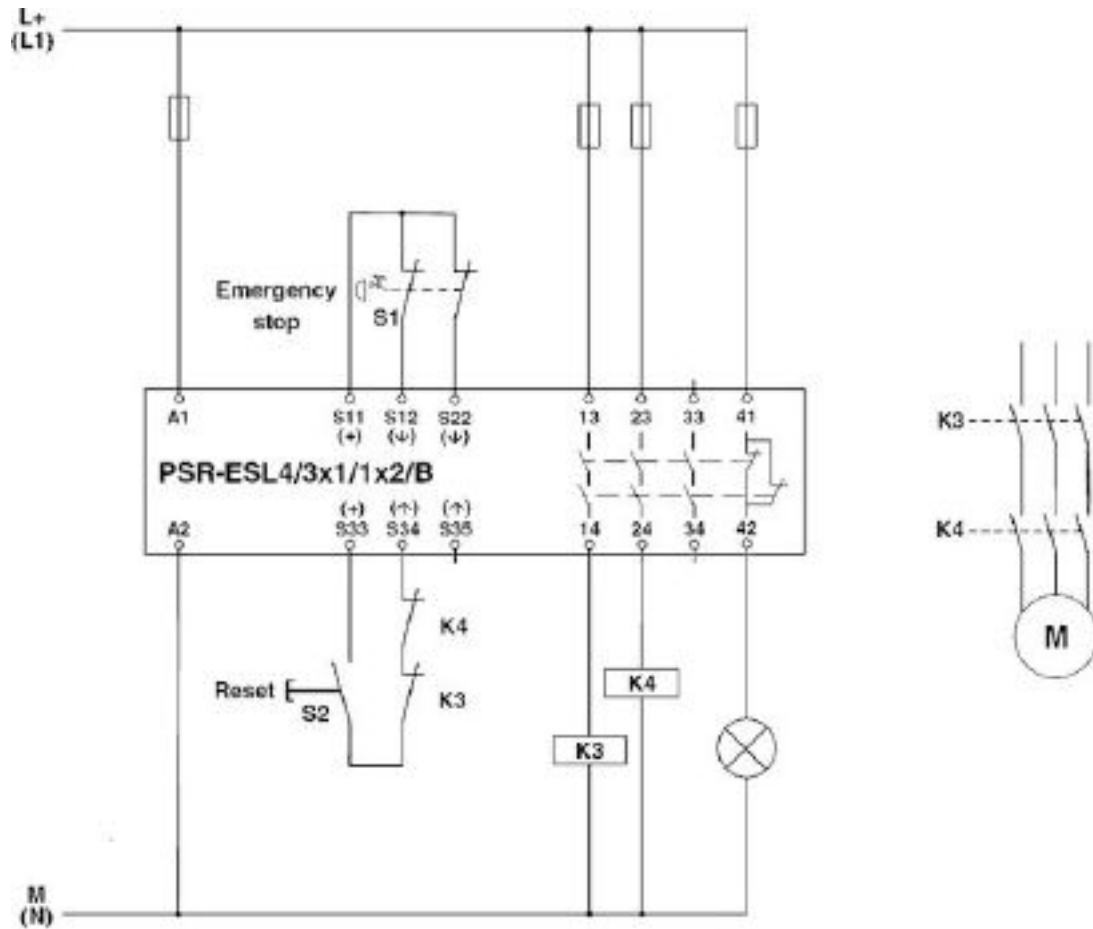 L+
(L1)
Emergency
stop
S1
A1
S11
S12
S22
13
23
33
41
(+)
(↓)
(↓)
PSR-ESL4/3x1/1x2/B
(+)
(↑)
(↑)
A2
S33
S34
S35
14
24
34
42
K3
K4
M
K4
Reset
S2
K3
K4
K3
M
(N)